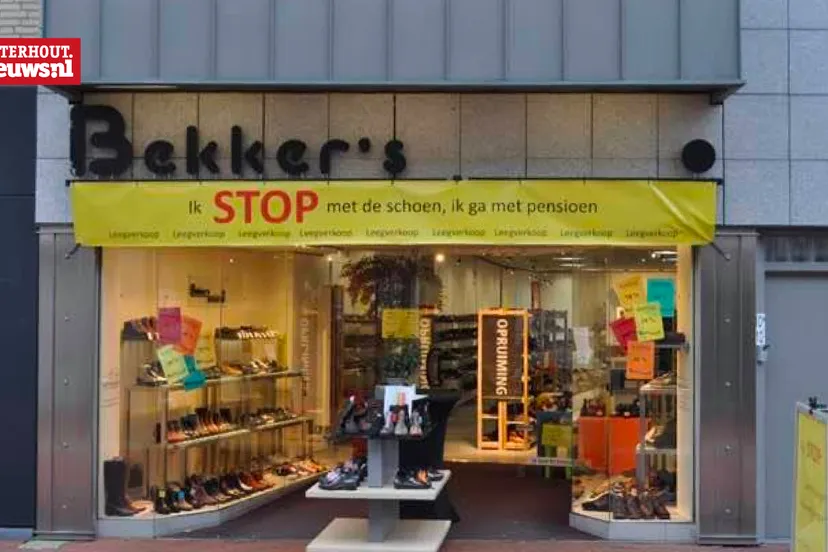 TERHOUT.
euws.nl
Bekker's
Ik STOP met de schoen, ik ga met pensioen
Leegverkoop Leegverkoop Leegverkoop Leegverkoop Leegverkoop Leegverkoop Leegverkoop Leegverkoop Leegverkoop
OPRUIMING
STOP